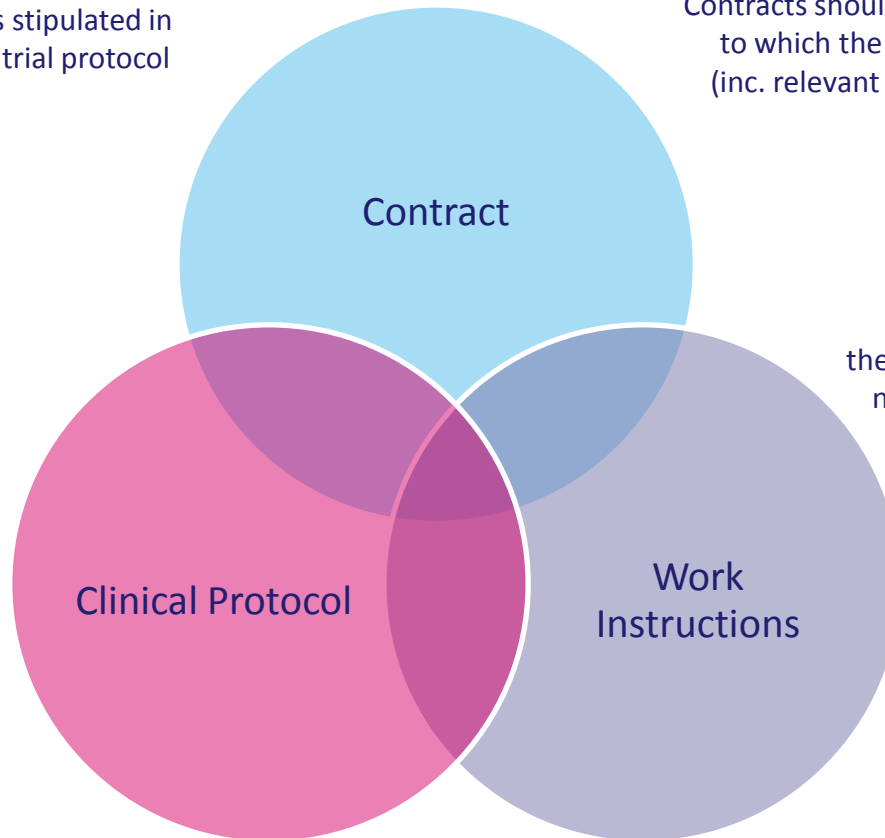 s stipulated in
trial protocol
Contracts shoul
to which the
(inc. relevant
Contract
the
n
Clinical Protocol
Work
Instructions